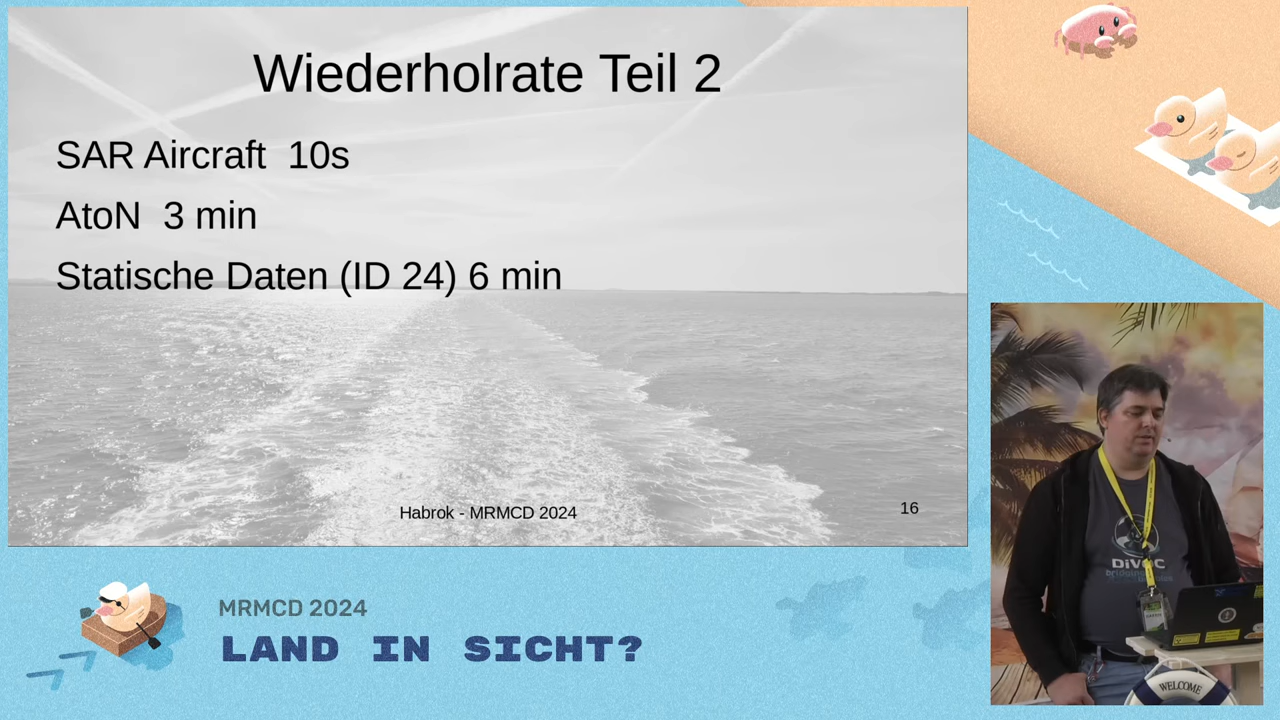 Wiederholrate Teil 2
SAR Aircraft 10s
AtoN 3 min
Statische Daten (ID 24) 6 min
Habrok - MRMCD 2024
16
MRMCD 2024
LAND IN SICHT?
DiVOC
WELCOME